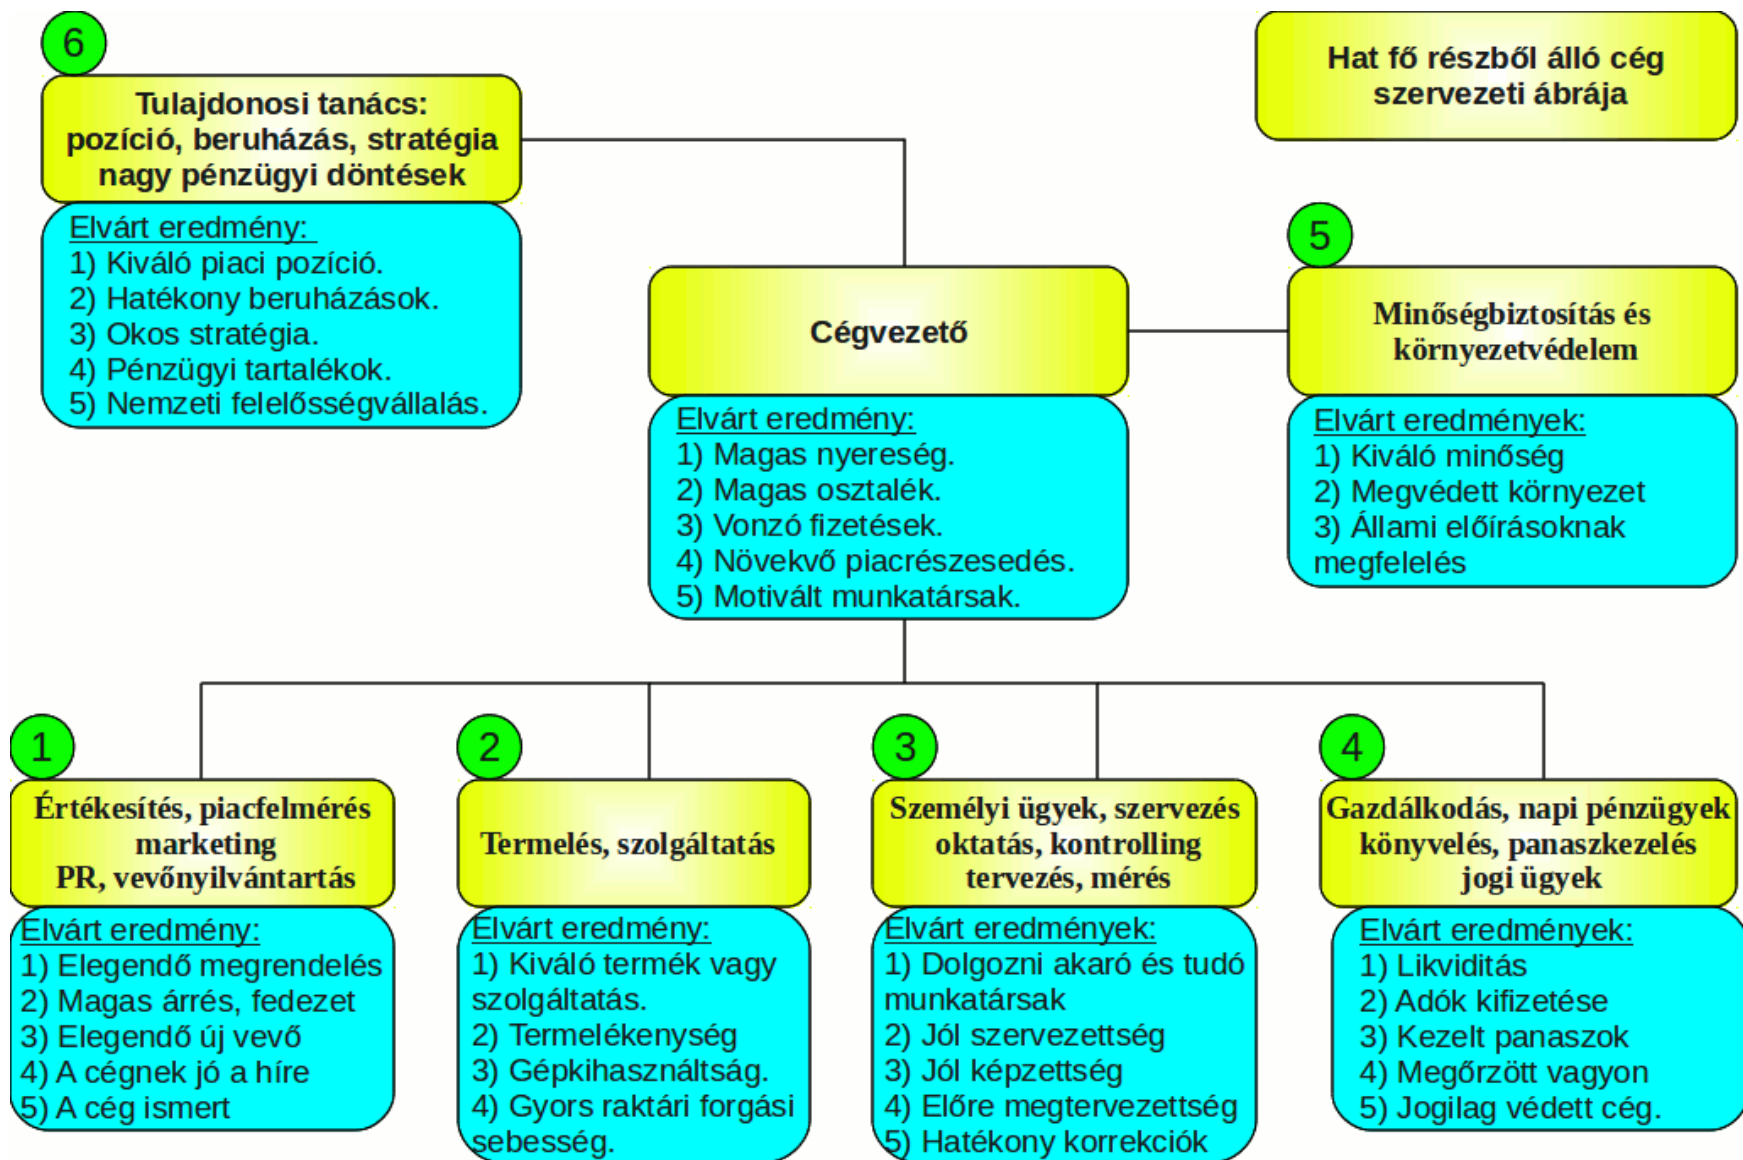 6
Tulajdonosi tanács:
pozíció, beruházás, stratégia
nagy pénzügyi döntések
Elvárt eredmény:
1) Kiváló piaci pozíció.
2) Hatékony beruházások.
3) Okos stratégia.
4) Pénzügyi tartalékok.
5) Nemzeti felelősségvállalás.
Hat fő részből álló cég
szervezeti ábrája
Cégvezető
Elvárt eredmény:
1) Magas nyereség.
2) Magas osztalék.
3) Vonzó fizetések.
4) Növekvő piacrészesedés.
5) Motivált munkatársak.
5
Minőségbiztosítás és
környezetvédelem
Elvárt eredmények:
1) Kiváló minőség
2) Megvédett környezet
3) Állami előírásoknak
megfelelés
1
Értékesítés, piacfelmérés
marketing
PR, vevőnyilvántartás
Elvárt eredmény:
1) Elegendő megrendelés
2) Magas árrés, fedezet
3) Elegendő új vevő
4) A cégnek jó a híre
5) A cég ismert
2
Termelés, szolgáltatás
Elvárt eredmény:
1) Kiváló termék vagy
szolgáltatás.
2) Termelékenység
3) Gépkihasználtság.
4) Gyors raktári forgási
sebesség.
3
Személyi ügyek, szervezés
oktatás, kontrolling
tervezés, mérés
Elvárt eredmények:
1) Dolgozni akaró és tudó
munkatársak
2) Jól szervezettség
3) Jól képzettség
4) Előre megtervezettség
5) Hatékony korrekciók
4
Gazdálkodás, napi pénzügyek
könyvelés, panaszkezelés
jogi ügyek
Elvárt eredmények:
1) Likviditás
2) Adók kifizetése
3) Kezelt panaszok
4) Megőrzött vagyon
5) Jogilag védett cég.